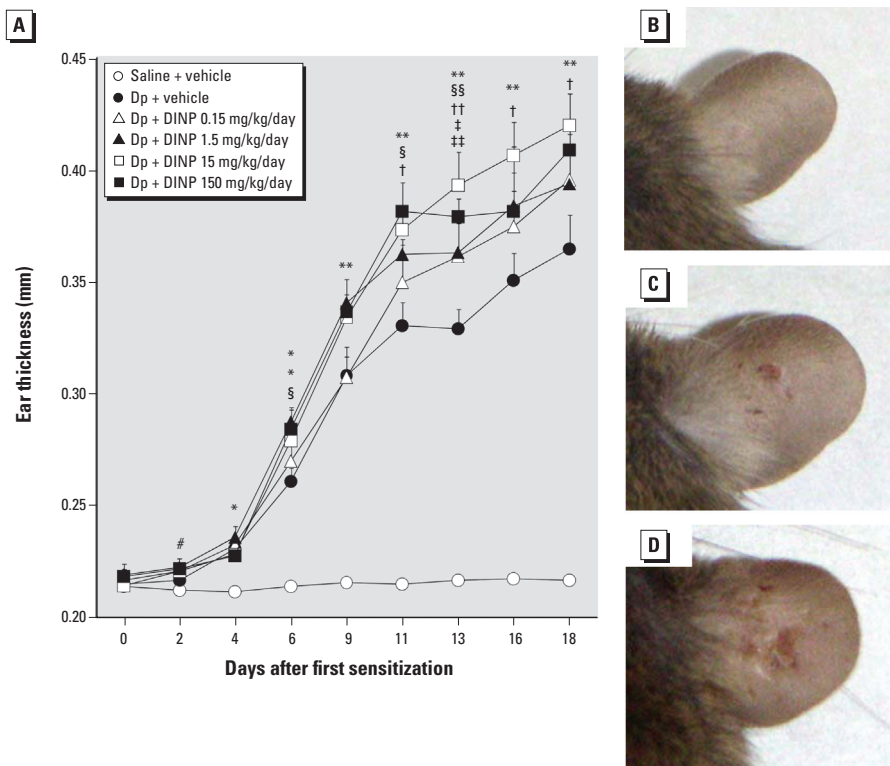 A
B
C
D
0.45
0.40
0.35
0.30
0.25
0.20
Ear thickness (mm)
Saline + vehicle
Dp + vehicle
Dp + DINP 0.15 mg/kg/day
Dp + DINP 1.5 mg/kg/day
Dp + DINP 15 mg/kg/day
Dp + DINP 150 mg/kg/day
#
*
*
*
§
**
**
§
†
**
§§
††
‡
‡‡
**
†
**
†
0 2 4 6 9 11 13 16 18
Days after first sensitization